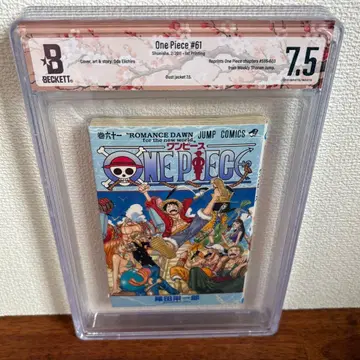 One Piece #61
Shueisha, 2/2011 - 1st Printing
Cover, art & story: Oda Eiichiro
Reprints One Piece chapters #595-603
from Weekly Shonen Jump.
Dust jacket 7.5.
B
BECKETT
7.5
巻六十一 "ROMANCE DAWN for the new world" JUMP COMICS
ワンピース
ONE PIECE
尾田栄一郎